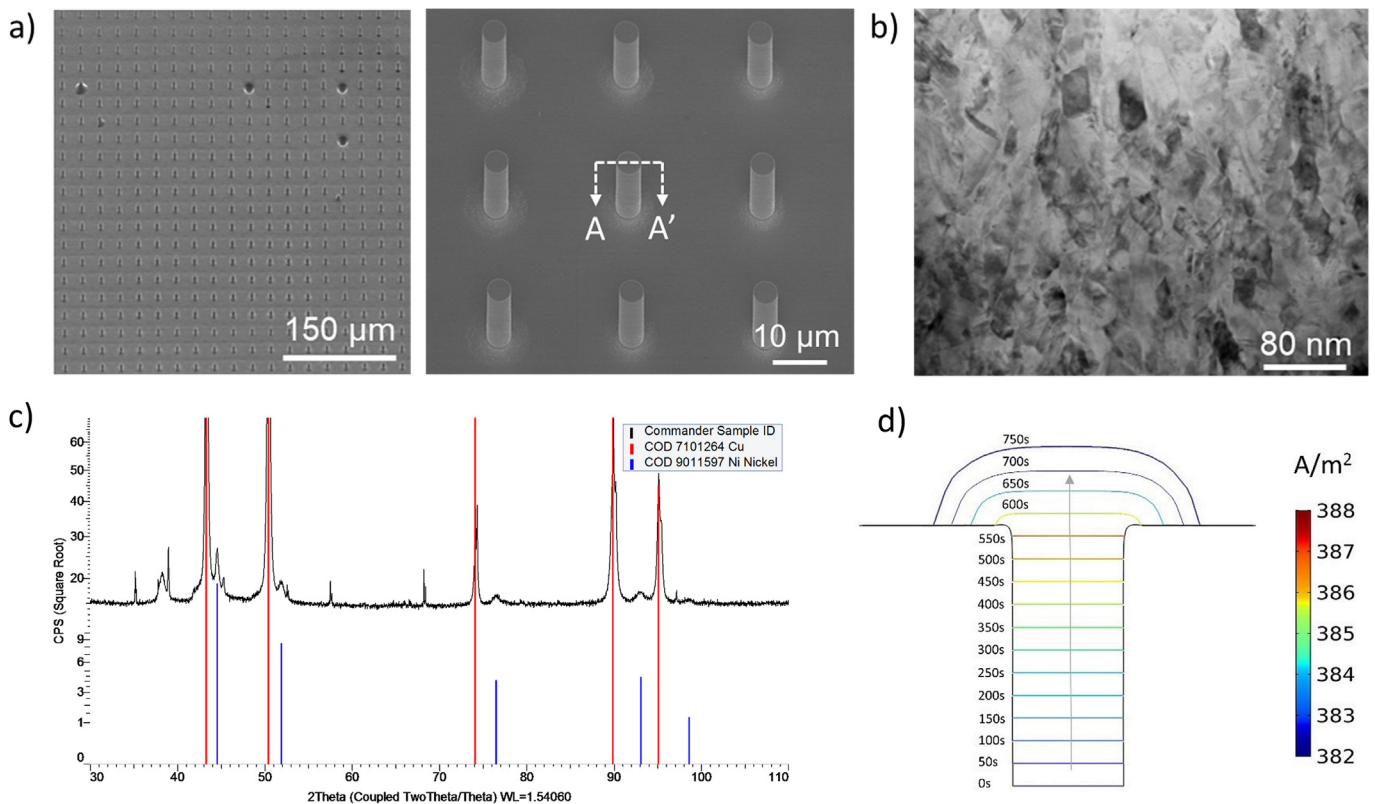 a)
150 µm
A
A′
10 µm
b)
80 nm
c)
CPS (Square Root)
60
50
40
30
20
9
6
3
1
0
Commander Sample ID
COD 7101264 Cu
COD 9011597 Ni Nickel
30
40
50
60
70
80
90
100
110
2Theta (Coupled TwoTheta/Theta) WL=1.54060
d)
750s
700s
650s
600s
550s
500s
450s
400s
350s
300s
250s
200s
150s
100s
50s
0s
A/m²
388
387
386
385
384
383
382